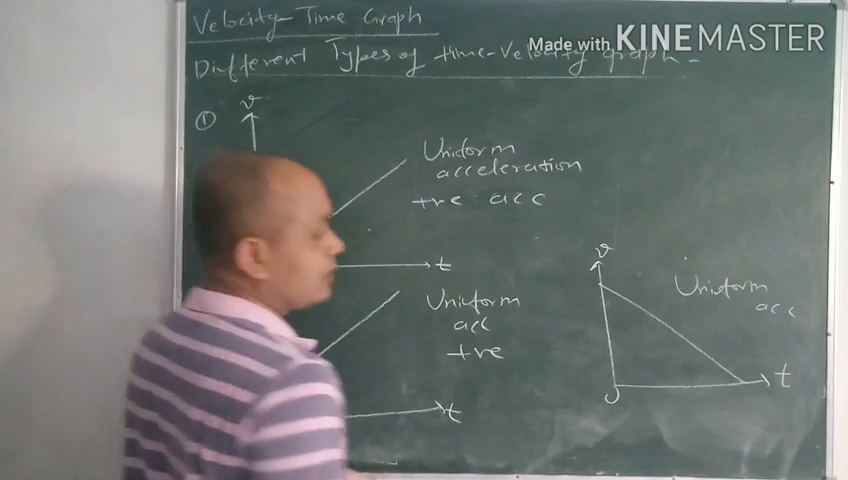 Velocity-Time Graph
Different Types of time-Velocity graph-
Made with KINEMASTER
① v
Uniform
acceleration
+ve acc
t
Uniform
acc
+ve
t
v
Uniform
acc
t
O